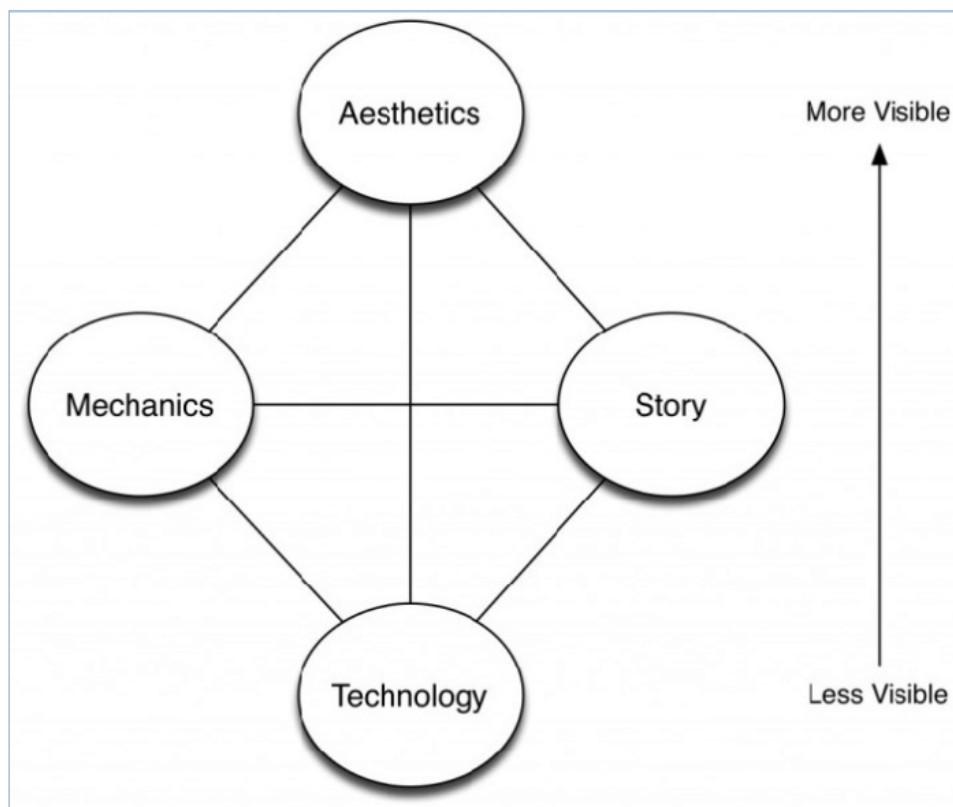 Aesthetics
More Visible
Mechanics
Story
Technology
Less Visible